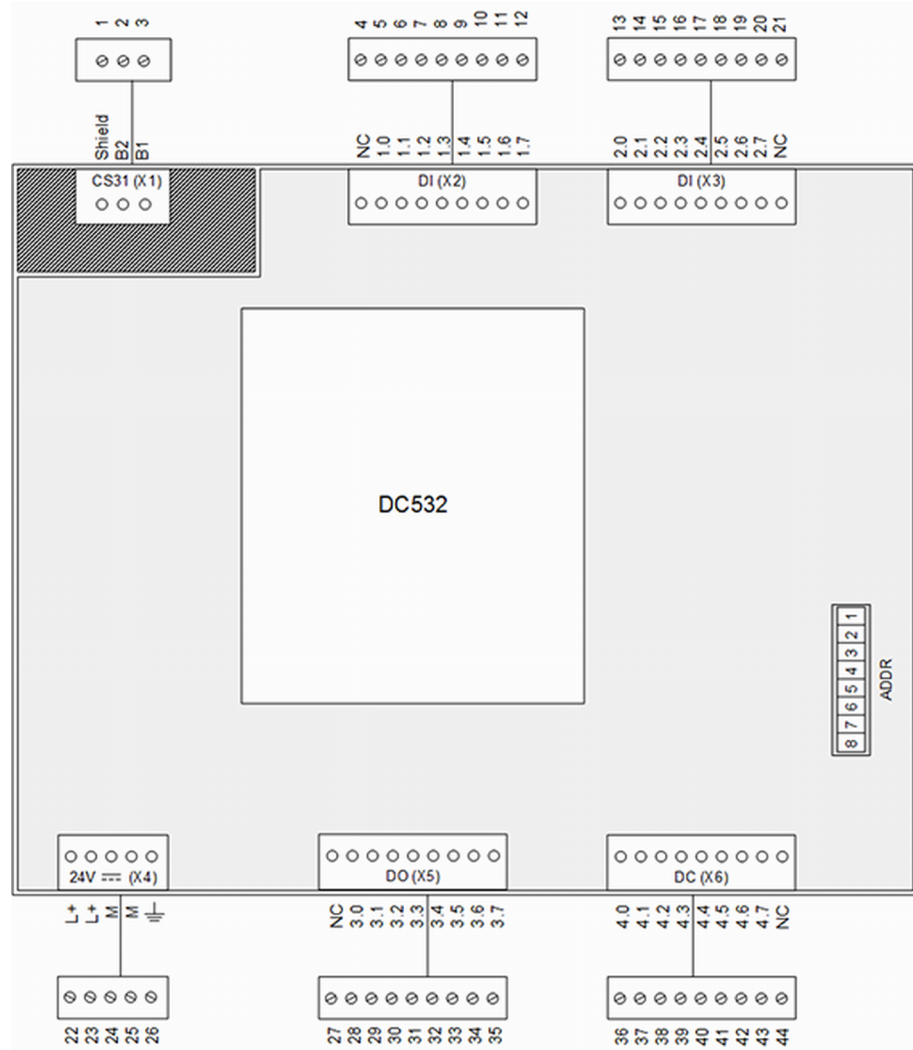 1 2 3
4 5 6 7 8 9 10 11 12
13 14 15 16 17 18 19 20 21
Shield B2 B1
NC 1.0 1.1 1.2 1.3 1.4 1.5 1.6 1.7
2.0 2.1 2.2 2.3 2.4 2.5 2.6 2.7 NC
CS31 (X1)
DI (X2)
DI (X3)
DC532
1 2 3 4 5 6 7 8
ADDR
24V (X4)
DO (X5)
DC (X6)
L+ L+ M M
NC 3.0 3.1 3.2 3.3 3.4 3.5 3.6 3.7
4.0 4.1 4.2 4.3 4.4 4.5 4.6 4.7 NC
22 23 24 25 26
27 28 29 30 31 32 33 34 35
36 37 38 39 40 41 42 43 44